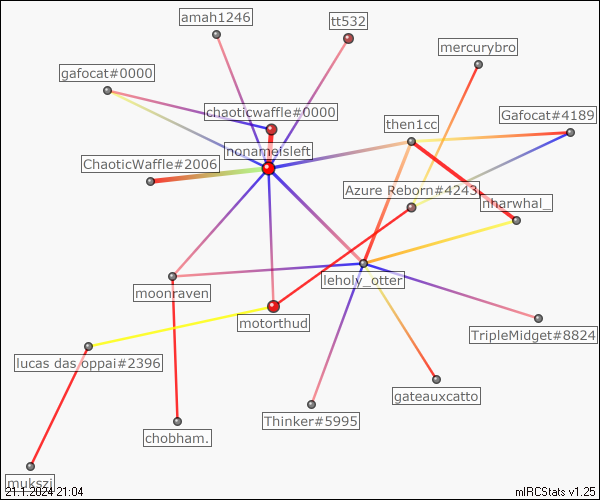 amah1246
tt532
mercurybro
gafocat#0000
chaoticwaffle#0000
then1cc
Gafocat#4189
nonameisleft
ChaoticWaffle#2006
Azure Reborn#4243
nharwhal_
moonraven
leholy_otter
motorthud
TripleMidget#8824
lucas das oppai#2396
gateauxcatto
Thinker#5995
chobham.
mukszi
21.1.2024 21:04
mIRCStats v1.25